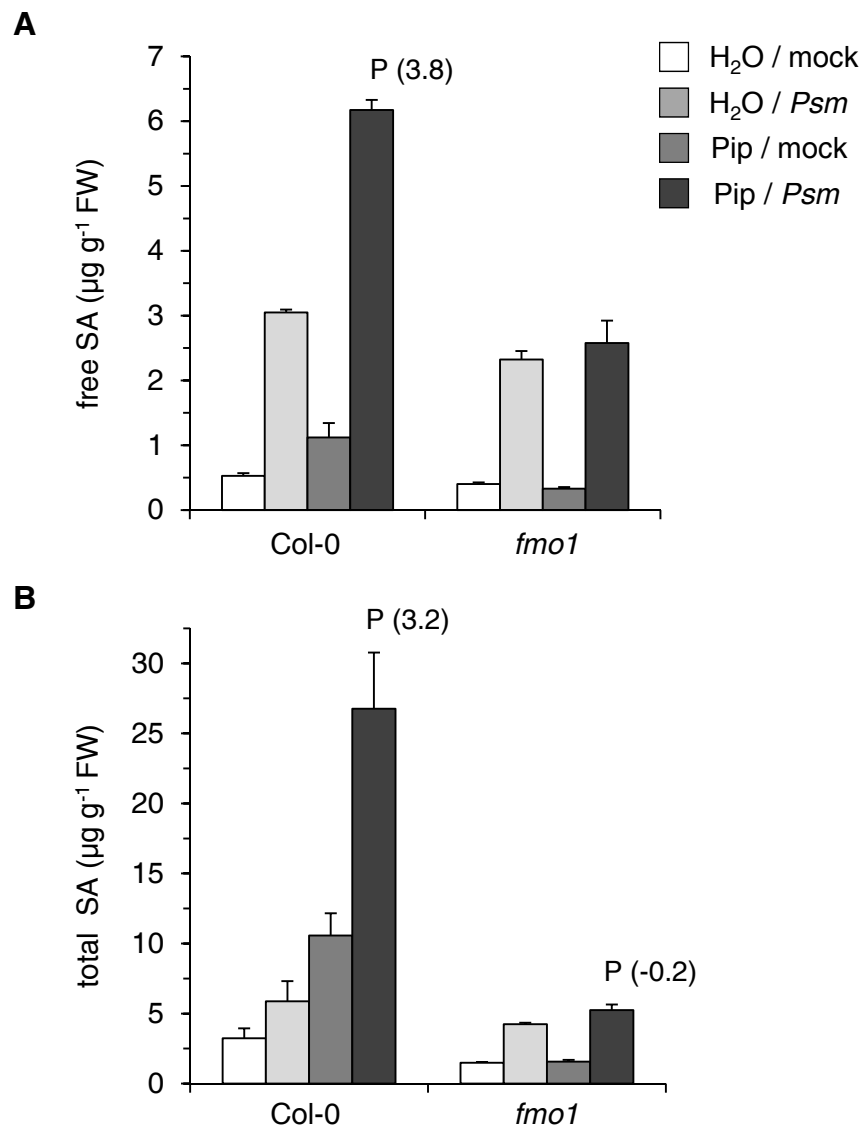 A
free SA (µg g⁻¹ FW)
7
6
5
4
3
2
1
0
P (3.8)
H₂O / mock
H₂O / Psm
Pip / mock
Pip / Psm
Col-0
fmo1
B
total SA (µg g⁻¹ FW)
30
25
20
15
10
5
0
P (3.2)
P (-0.2)
Col-0
fmo1